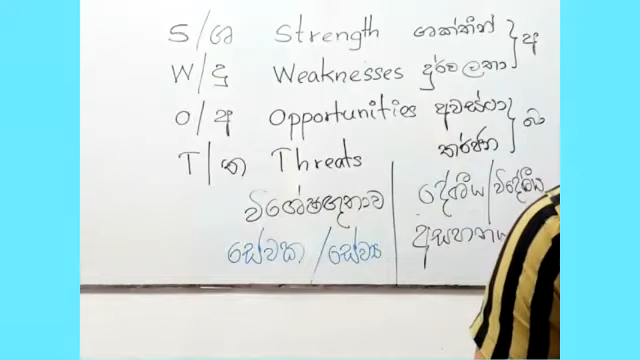 S/ශ Strength ශක්තීන් } අ
W/දු Weaknesses දුර්වලතා
O/අ Opportunities අවස්ථා } බ
T/ත Threats තර්ජන
විශේෂඥතාව දේශීය/විදේශීය
සේවක/සේව්‍ය